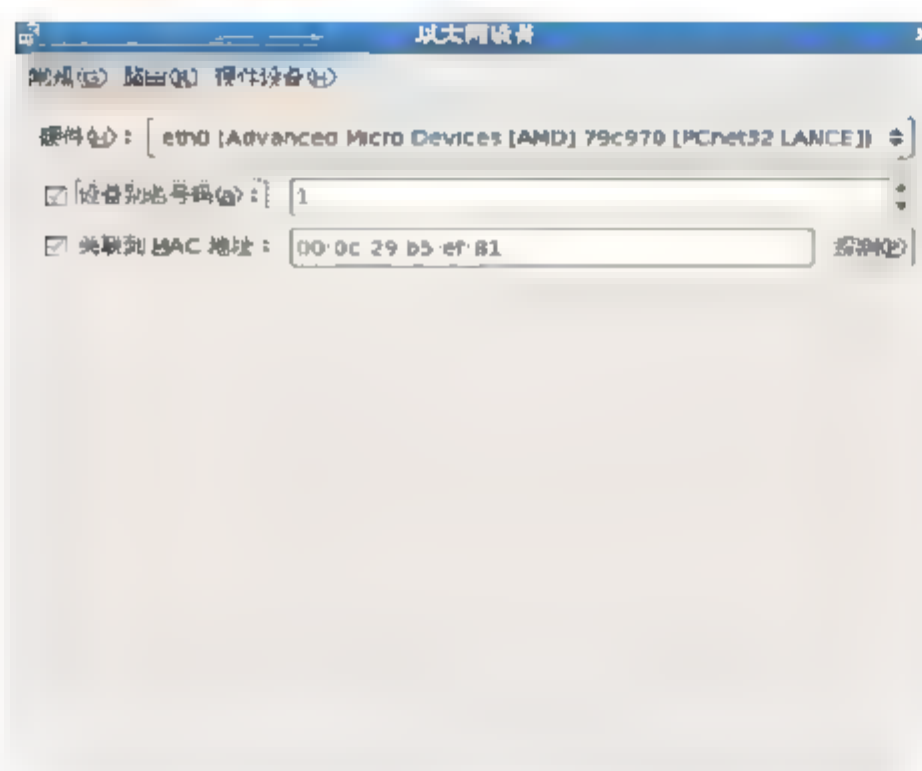 以太网设备
常规(G) 路由(R) 硬件设备(H)
硬件(H)： eth0 (Advanced Micro Devices [AMD] 79c970 [PCnet32 LANCE])
设备别名号码(a)： 1
关联到 MAC 地址： 00:0c:29:b5:ef:81 探测(P)